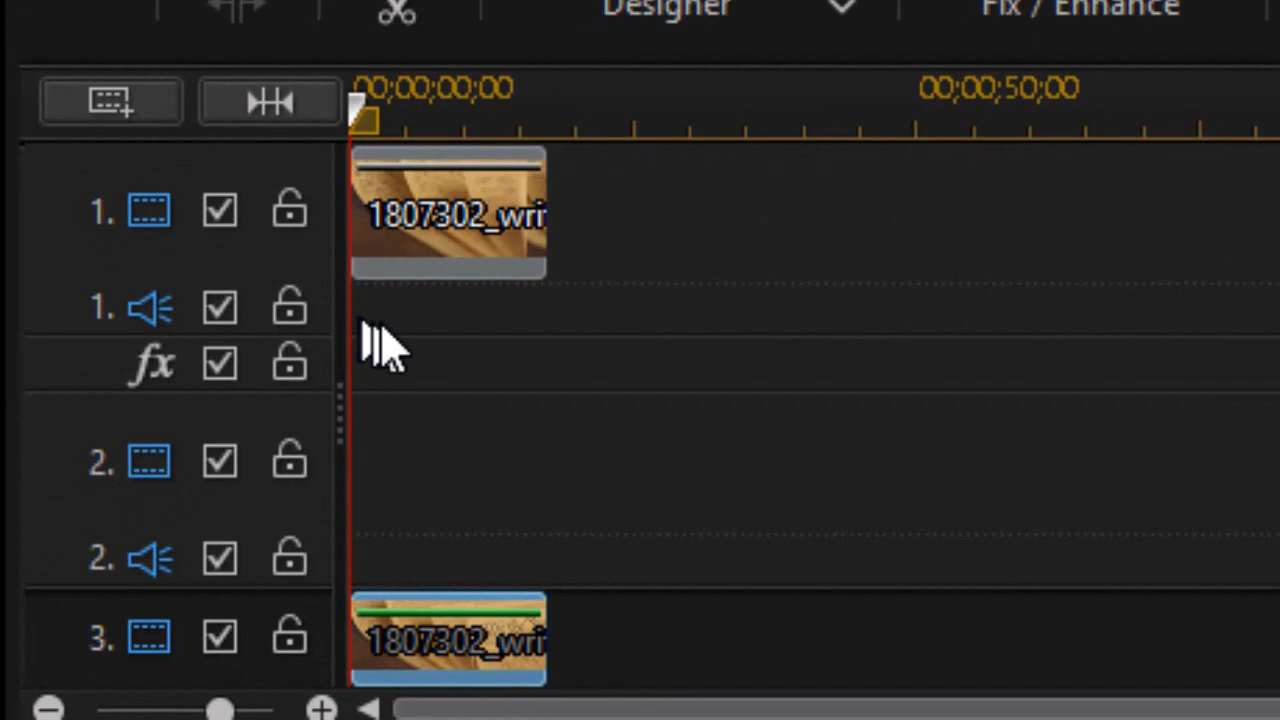 Designer Fix / Enhance
00;00;00;00 00;00;50;00
1. 1807302_wri
1.
fx
2.
2.
3. 1807302_wri